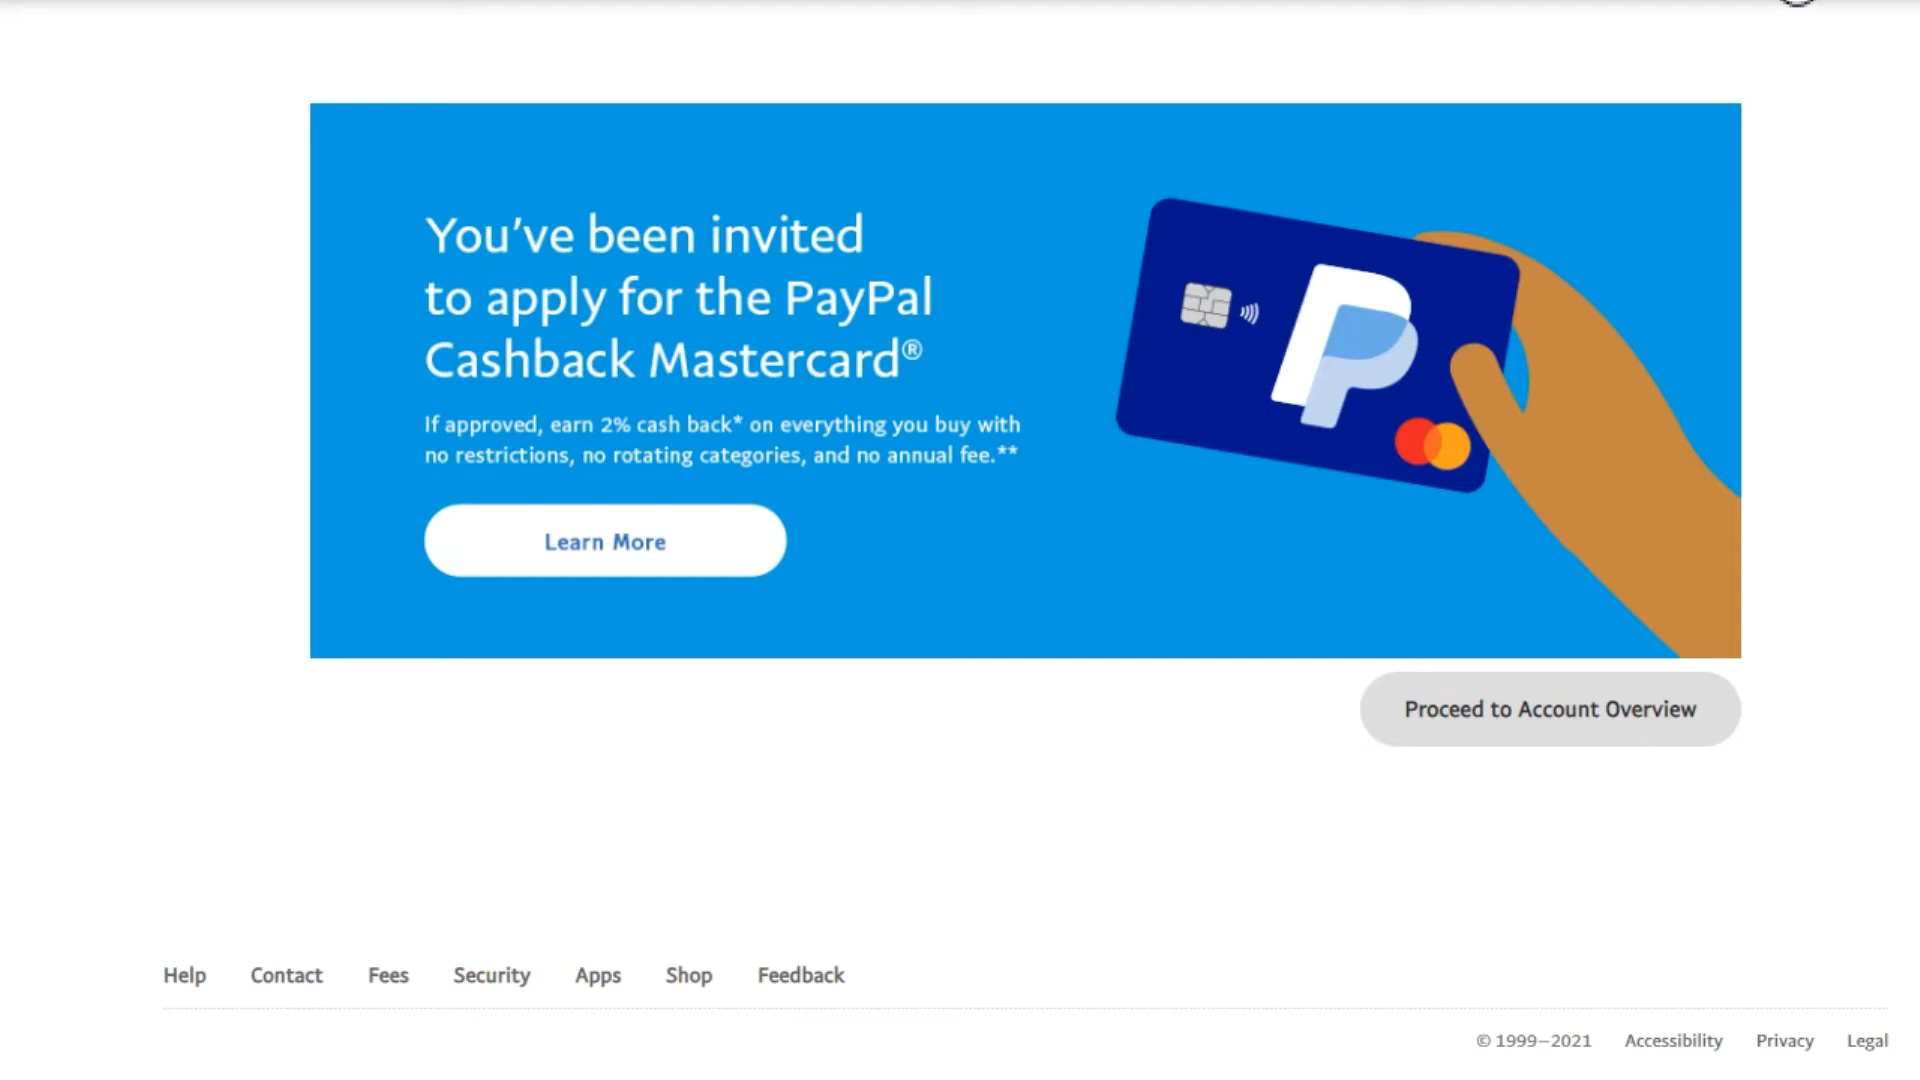 You've been invited
to apply for the PayPal
Cashback Mastercard®
If approved, earn 2% cash back* on everything you buy with
no restrictions, no rotating categories, and no annual fee.**
Learn More
Proceed to Account Overview
Help Contact Fees Security Apps Shop Feedback
© 1999–2021 Accessibility Privacy Legal